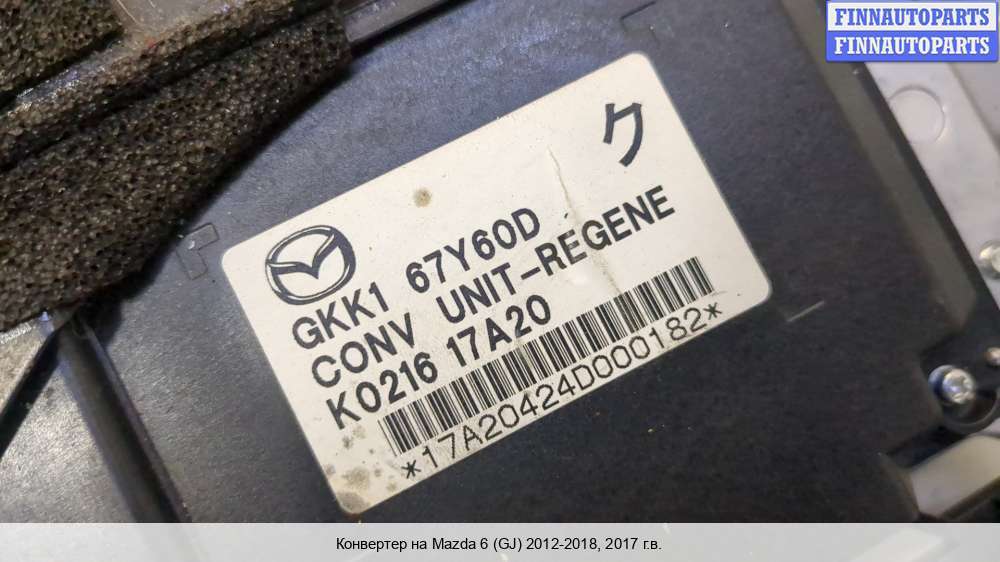 FINNAUTOPARTS
FINNAUTOPARTS
ク
GKK1 67Y60D
CONV UNIT-REGENE
K0216 17A20
*17A20424D000182*
Конвертер на Mazda 6 (GJ) 2012-2018, 2017 г.в.